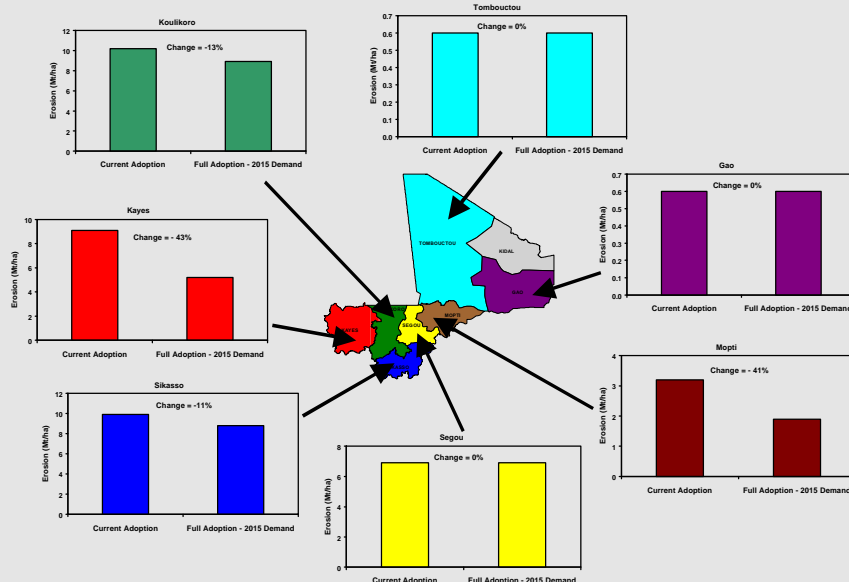 Koulikoro
Change = -13%
Erosion (Mt/ha)
12
10
8
6
4
2
0
Current Adoption
Full Adoption - 2015 Demand
Tombouctou
Change = 0%
Erosion (Mt/ha)
0.7
0.6
0.5
0.4
0.3
0.2
0.1
0.0
Current Adoption
Full Adoption - 2015 Demand
Gao
Change = 0%
Erosion (Mt/ha)
0.7
0.6
0.5
0.4
0.3
0.2
0.1
0.0
Current Adoption
Full Adoption - 2015 Demand
Kayes
Change = - 43%
Erosion (Mt/ha)
10
8
6
4
2
0
Current Adoption
Full Adoption - 2015 Demand
TOMBOUCTOU
KIDAL
MOPTI
SEGOU
Mopti
Change = - 41%
Erosion (Mt/ha)
4
3
2
1
0
Current Adoption
Full Adoption - 2015 Demand
Sikasso
Change = -11%
Erosion (Mt/ha)
12
10
8
6
4
2
0
Current Adoption
Full Adoption - 2015 Demand
Segou
Change = 0%
Erosion (Mt/ha)
8
6
4
2
0
Current Adoption
Full Adoption - 2015 Demand